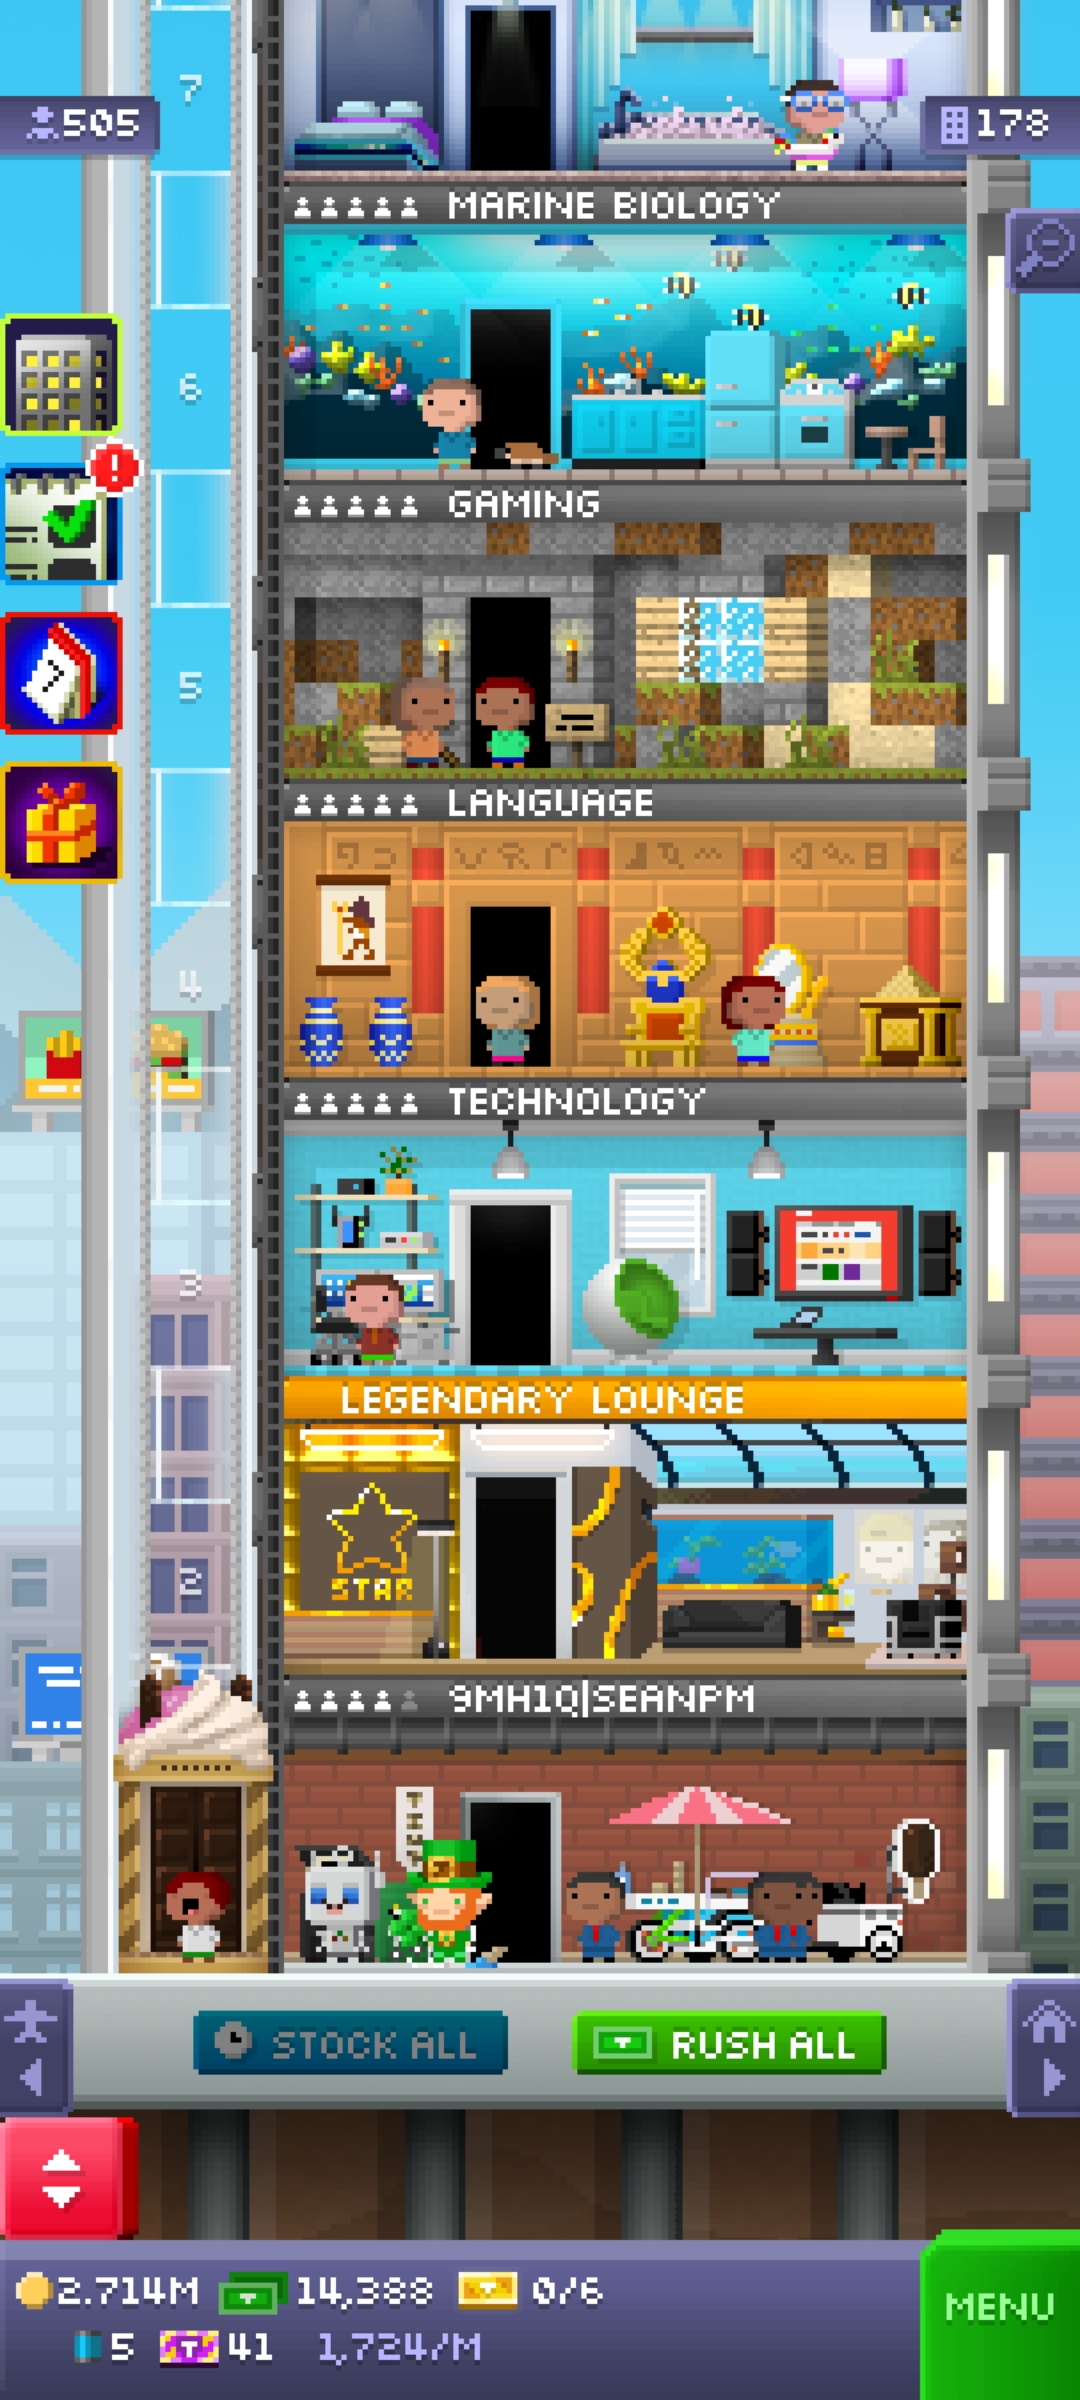 7
505
178
MARINE BIOLOGY
6
GAMING
5
LANGUAGE
4
TECHNOLOGY
3
LEGENDARY LOUNGE
STAR
2
9MH1Q|SEANPM
STOCK ALL
RUSH ALL
2.714M
14,388
0/6
MENU
5
T
41
1,724/M